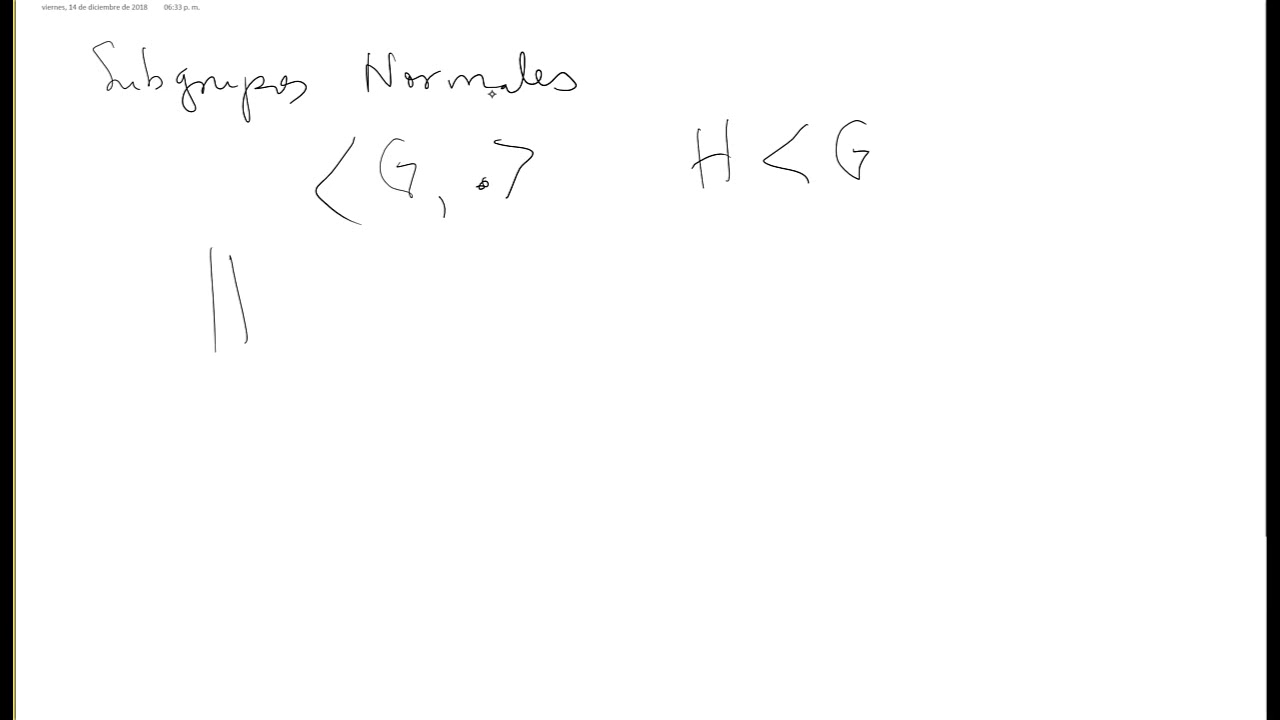 viernes, 14 de diciembre de 2018 06:33 p. m.
Subgrupos Normales
< G, • > H < G